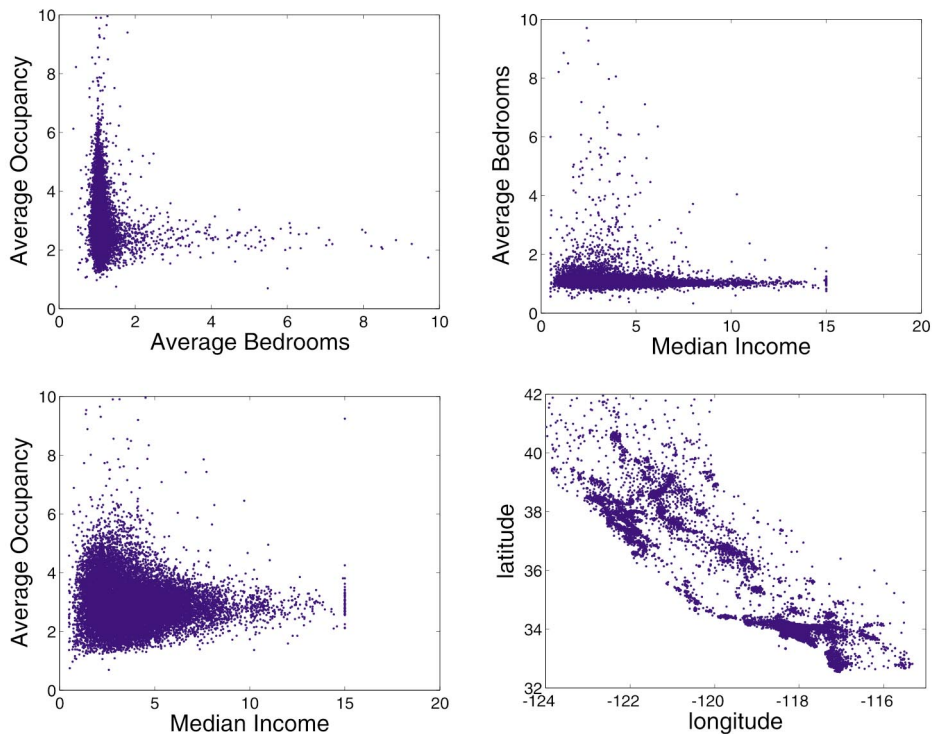 10
8
6
4
2
0
Average Occupancy
0 2 4 6 8 10
Average Bedrooms
10
8
6
4
2
0
Average Bedrooms
0 5 10 15 20
Median Income
10
8
6
4
2
0
Average Occupancy
0 5 10 15 20
Median Income
42
40
38
36
34
32
latitude
-124 -122 -120 -118 -116
longitude